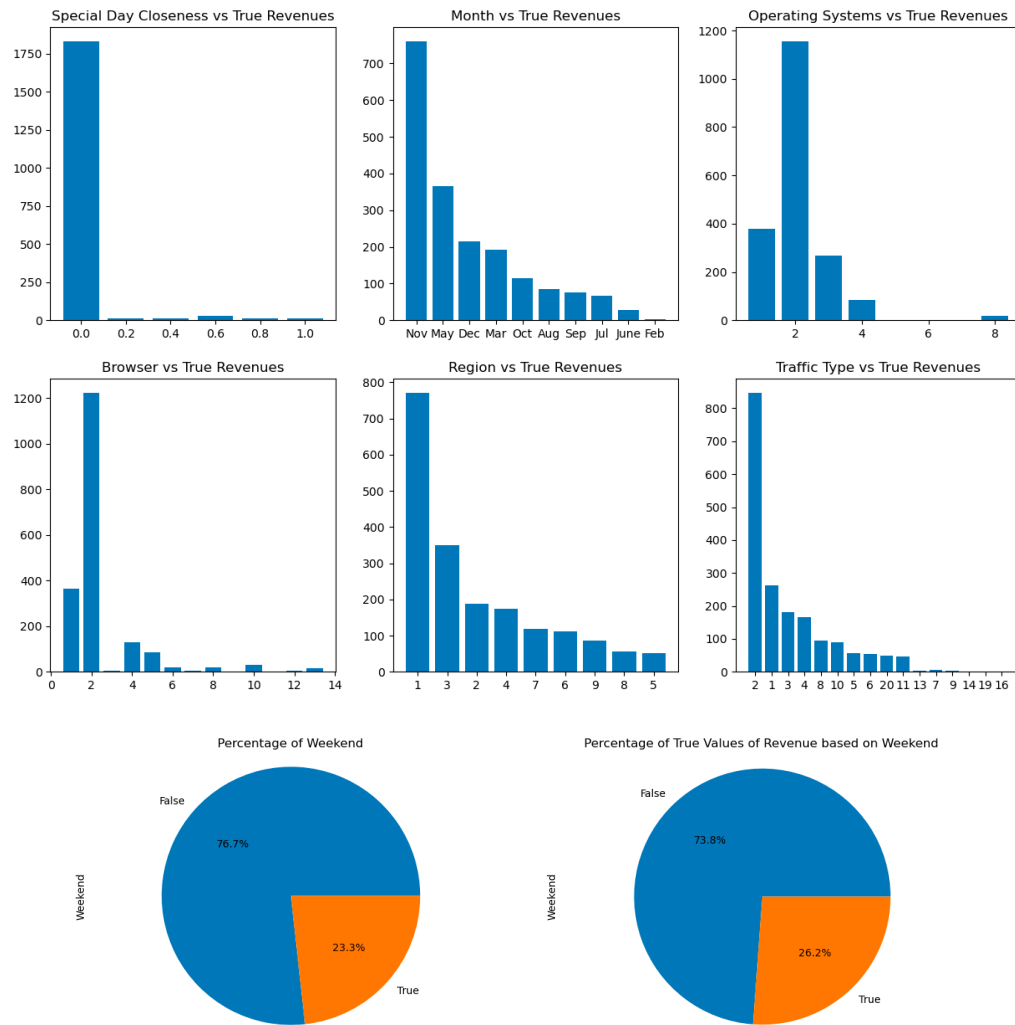 Special Day Closeness vs True Revenues
1750
1500
1250
1000
750
500
250
0
0.0 0.2 0.4 0.6 0.8 1.0
Month vs True Revenues
700
600
500
400
300
200
100
0
Nov May Dec Mar Oct Aug Sep Jul June Feb
Operating Systems vs True Revenues
1200
1000
800
600
400
200
0
2 4 6 8
Browser vs True Revenues
1200
1000
800
600
400
200
0
0 2 4 6 8 10 12 14
Region vs True Revenues
800
700
600
500
400
300
200
100
0
1 3 2 4 7 6 9 8 5
Traffic Type vs True Revenues
800
700
600
500
400
300
200
100
0
2 1 3 4 8 10 5 6 20 11 13 7 9 14 19 16
Percentage of Weekend
False
76.7%
Weekend
23.3%
True
Percentage of True Values of Revenue based on Weekend
False
73.8%
Weekend
26.2%
True